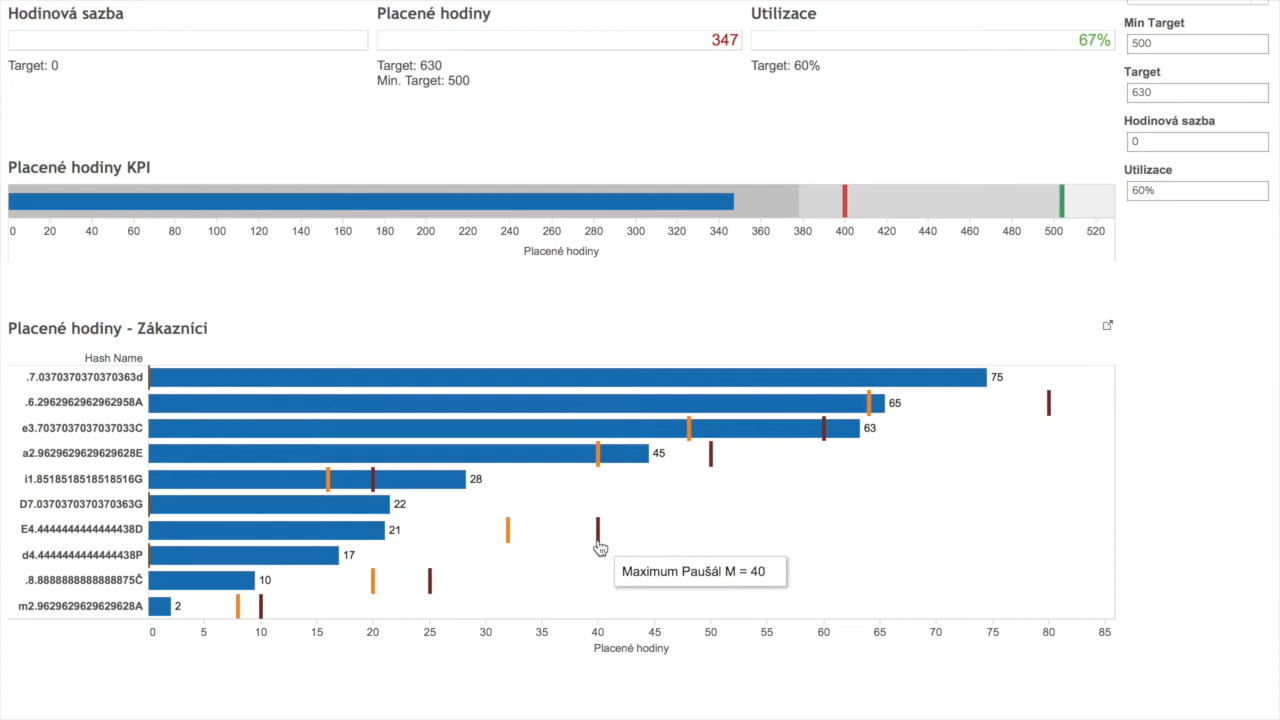 Hodinová sazba
Target: 0
Placené hodiny
347
Target: 630
Min. Target: 500
Utilizace
67%
Target: 60%
Min Target
500
Target
630
Hodinová sazba
0
Utilizace
60%
Placené hodiny KPI
0 20 40 60 80 100 120 140 160 180 200 220 240 260 280 300 320 340 360 380 400 420 440 460 480 500 520
Placené hodiny
Placené hodiny - Zákazníci
Hash Name
.7.0370370370370363d 75
.6.2962962962962958A 65
e3.7037037037037033C 63
a2.9629629629629628E 45
i1.8518518518518516G 28
D7.0370370370370363G 22
E4.4444444444444438D 21
d4.4444444444444438P 17
Maximum Paušál M = 40
.8.8888888888888875Č 10
m2.9629629629629628A 2
0 5 10 15 20 25 30 35 40 45 50 55 60 65 70 75 80 85
Placené hodiny